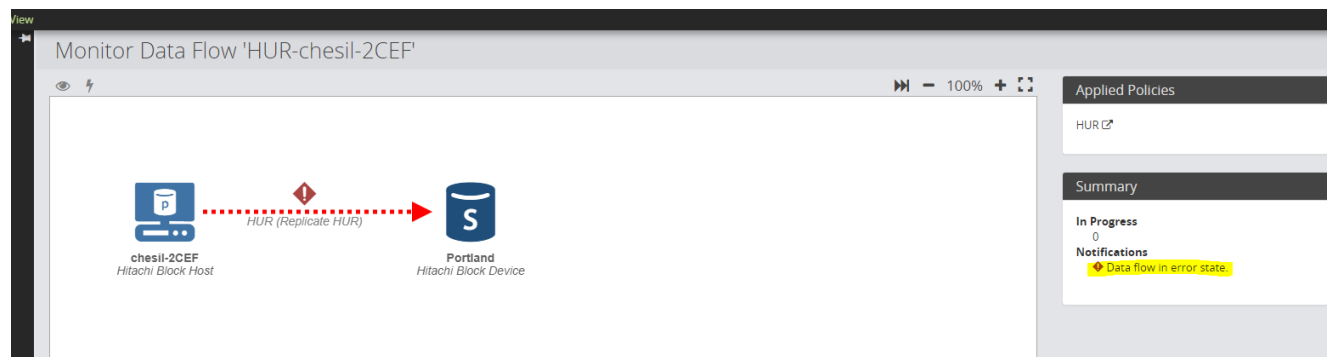 View
Monitor Data Flow 'HUR-chesil-2CEF'
100%
Applied Policies
HUR
Summary
In Progress
0
Notifications
Data flow in error state.
P
HUR (Replicate HUR)
S
chesil-2CEF
Hitachi Block Host
Portland
Hitachi Block Device